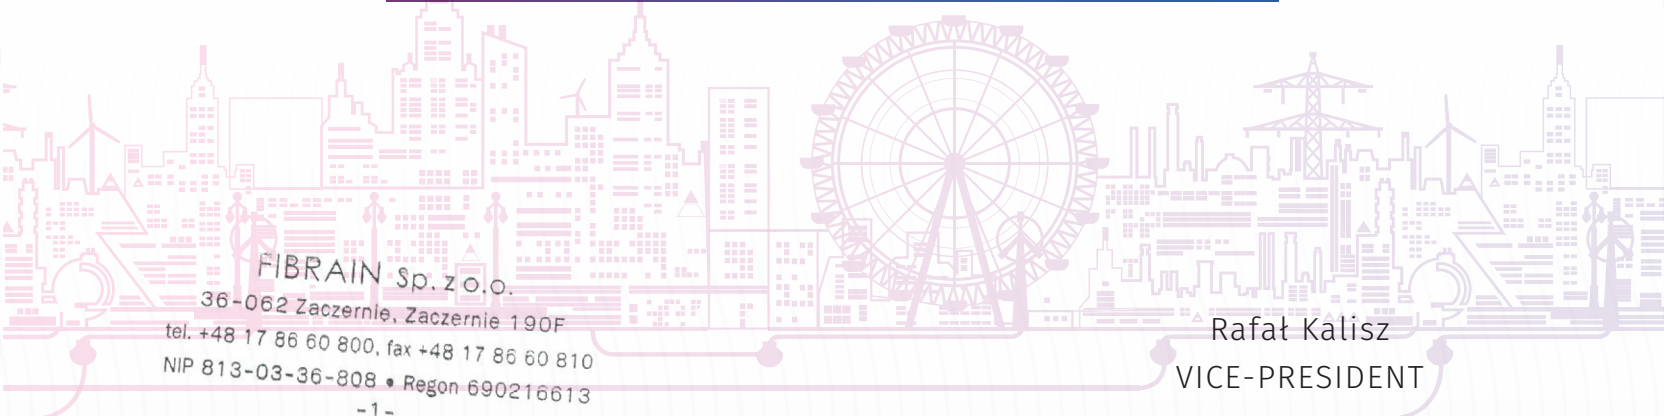 FIBRAIN Sp. z o.o.
36-062 Zaczernie, Zaczernie 190F
tel. +48 17 86 60 800, fax +48 17 86 60 810
NIP 813-03-36-808 • Regon 690216613
-1-
Rafał Kalisz
VICE-PRESIDENT